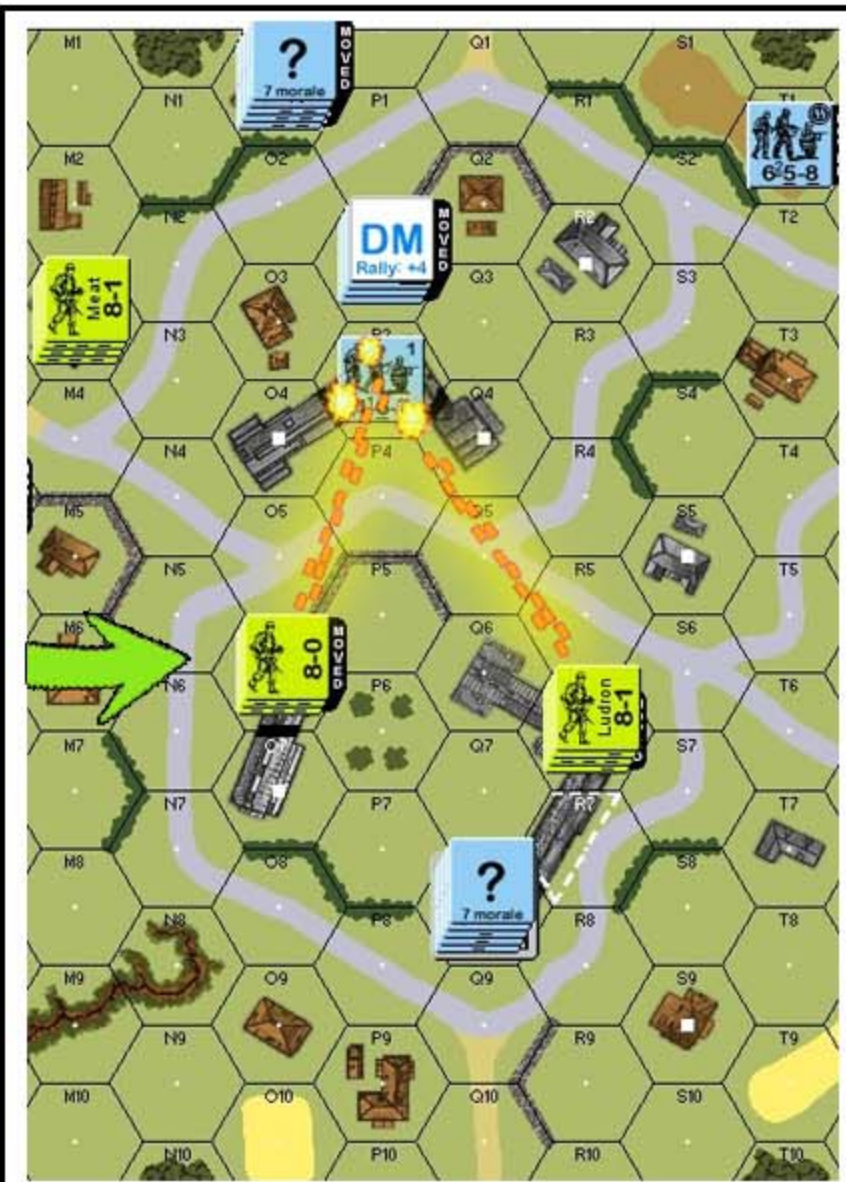 M1
Q1
S1
?
7 morale
MOVED
N1
P1
R1
T1
M2
O2
Q2
S2
6²5-8
N2
R2
T2
DM
Rally: +4
MOVED
O3
Q3
S3
Meat
8-1
N3
R3
T3
1
M4
O4
Q4
S4
N4
P4
R4
T4
M5
O5
Q5
S5
N5
P5
R5
T5
M6
Q6
S6
8-0
MOVED
N6
P6
T6
Ludron
8-1
M7
Q7
S7
N7
P7
R7
T7
M8
O8
S8
?
7 morale
N8
P8
R8
T8
M9
O9
Q9
S9
N9
P9
R9
T9
M10
O10
Q10
S10
N10
P10
R10
T10